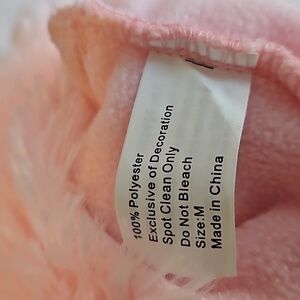 100% Polyester
Exclusive of Decoration
Spot Clean Only
Do Not Bleach
Size:M
Made in China